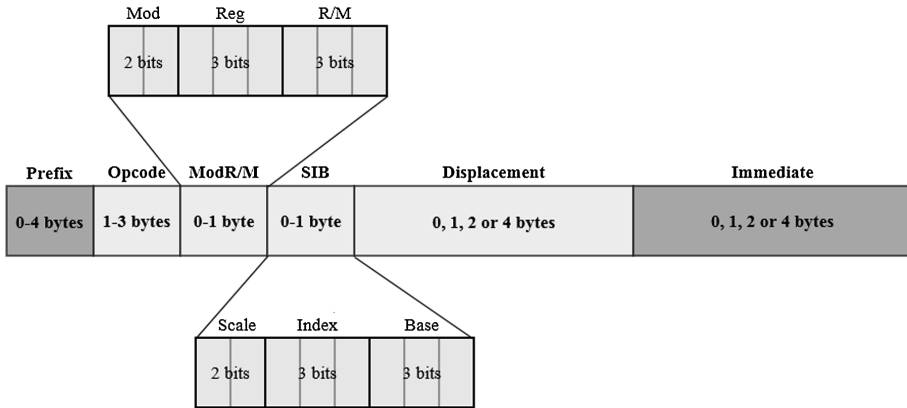 Mod Reg R/M
2 bits 3 bits 3 bits
Prefix Opcode ModR/M SIB Displacement Immediate
0-4 bytes 1-3 bytes 0-1 byte 0-1 byte 0, 1, 2 or 4 bytes 0, 1, 2 or 4 bytes
Scale Index Base
2 bits 3 bits 3 bits